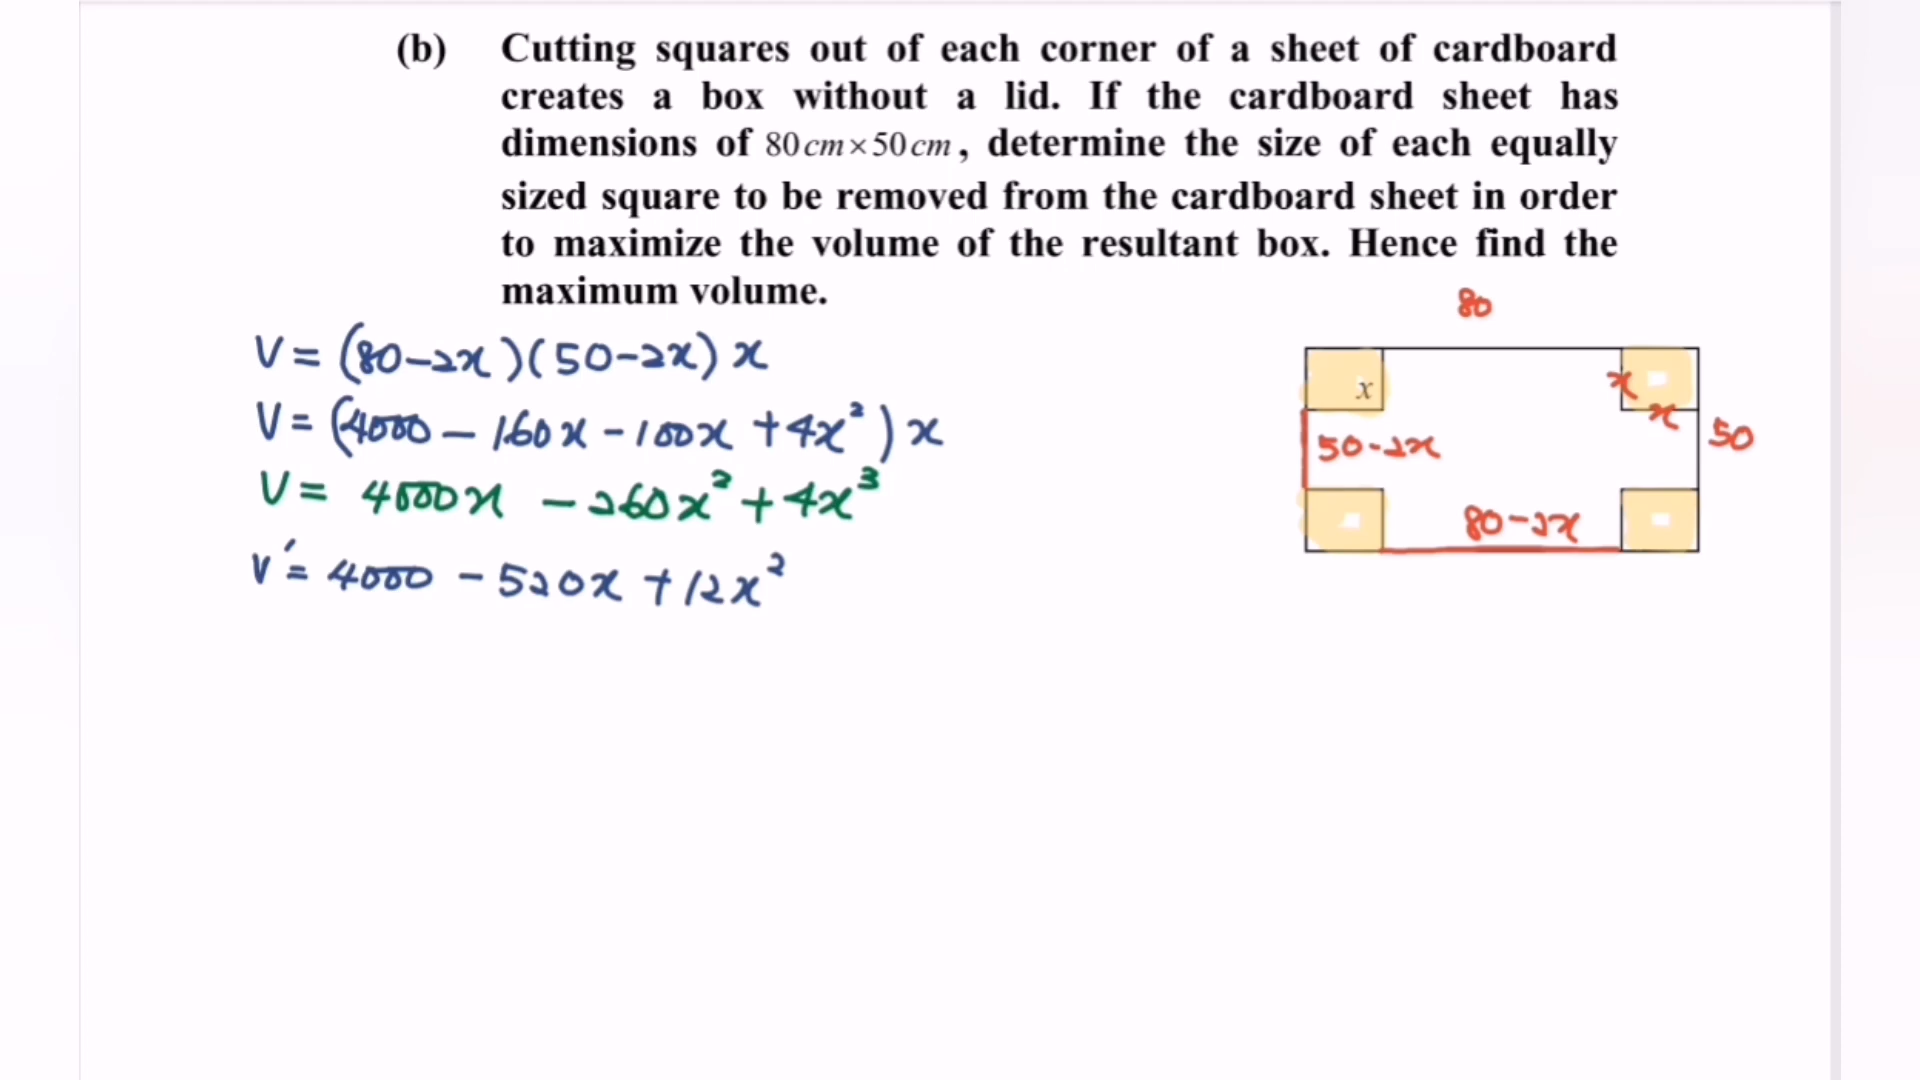 (b) Cutting squares out of each corner of a sheet of cardboard
creates a box without a lid. If the cardboard sheet has
dimensions of 80cm×50cm, determine the size of each equally
sized square to be removed from the cardboard sheet in order
to maximize the volume of the resultant box. Hence find the
maximum volume.
80
V = (80-2x)(50-2x) x
x
x
x
V = (4000 - 160x - 100x + 4x²) x
50-2x
50
V = 4000x - 260x² + 4x³
80-2x
V' = 4000 - 520x + 12x²